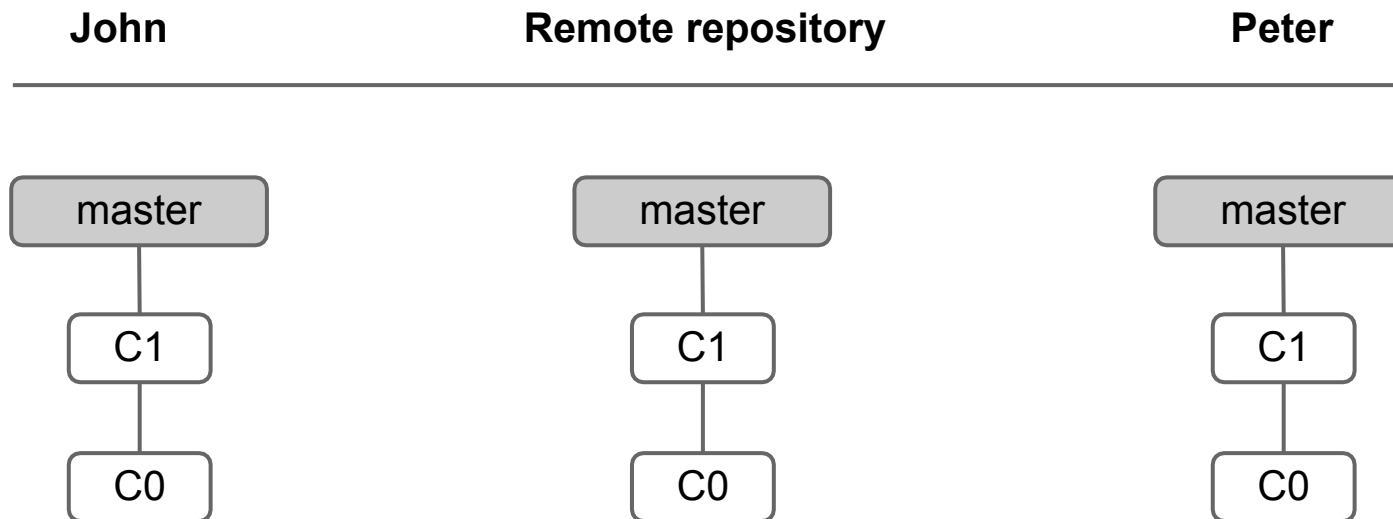 John Remote repository Peter
master master master
C1 C1 C1
C0 C0 C0